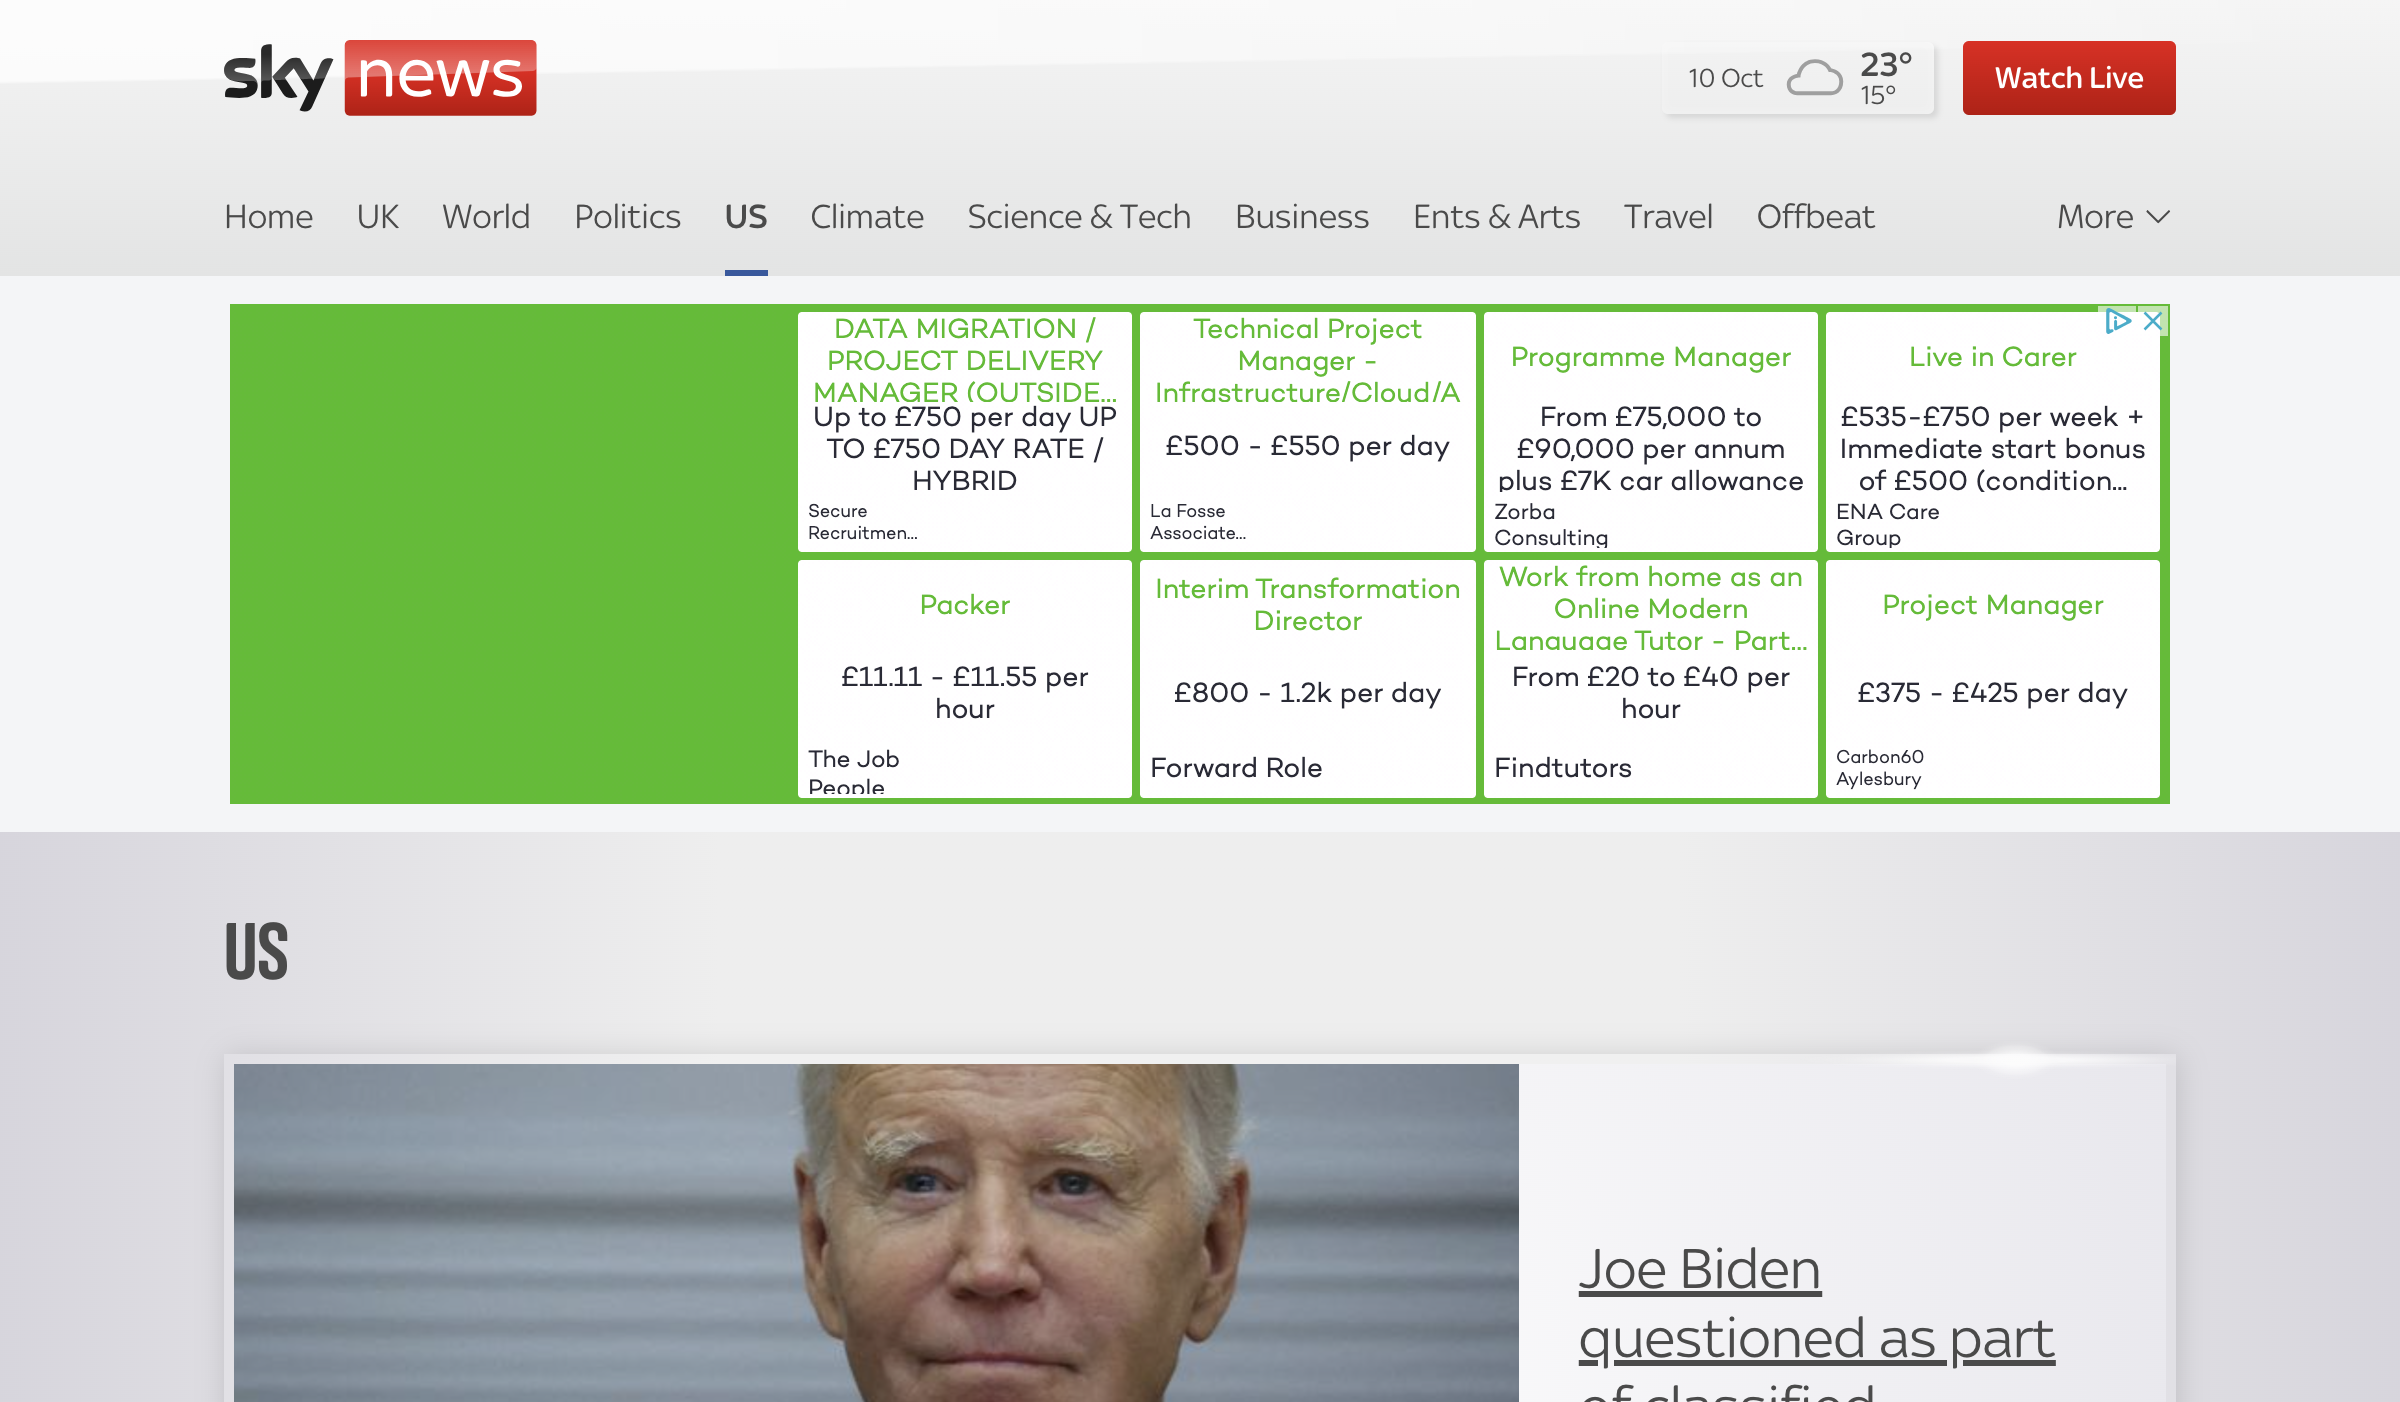 sky news
10 Oct
23°
15°
Watch Live
Home UK World Politics US Climate Science & Tech Business Ents & Arts Travel Offbeat More
DATA MIGRATION /
PROJECT DELIVERY
MANAGER (OUTSIDE...
Up to £750 per day UP
TO £750 DAY RATE /
HYBRID
Secure
Recruitmen...
Technical Project
Manager -
Infrastructure/Cloud/A
£500 - £550 per day
La Fosse
Associate...
Programme Manager
From £75,000 to
£90,000 per annum
plus £7K car allowance
Zorba
Consulting
Live in Carer
£535-£750 per week +
Immediate start bonus
of £500 (condition...
ENA Care
Group
Packer
£11.11 - £11.55 per
hour
The Job
People
Interim Transformation
Director
£800 - 1.2k per day
Forward Role
Work from home as an
Online Modern
Language Tutor - Part...
From £20 to £40 per
hour
Findtutors
Project Manager
£375 - £425 per day
Carbon60
Aylesbury
US
Joe Biden
questioned as part
of classified